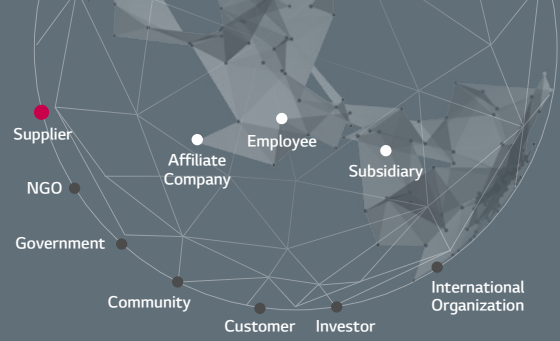 Supplier
Employee
Affiliate
Company
Subsidiary
NGO
Government
Community
International
Organization
Customer
Investor